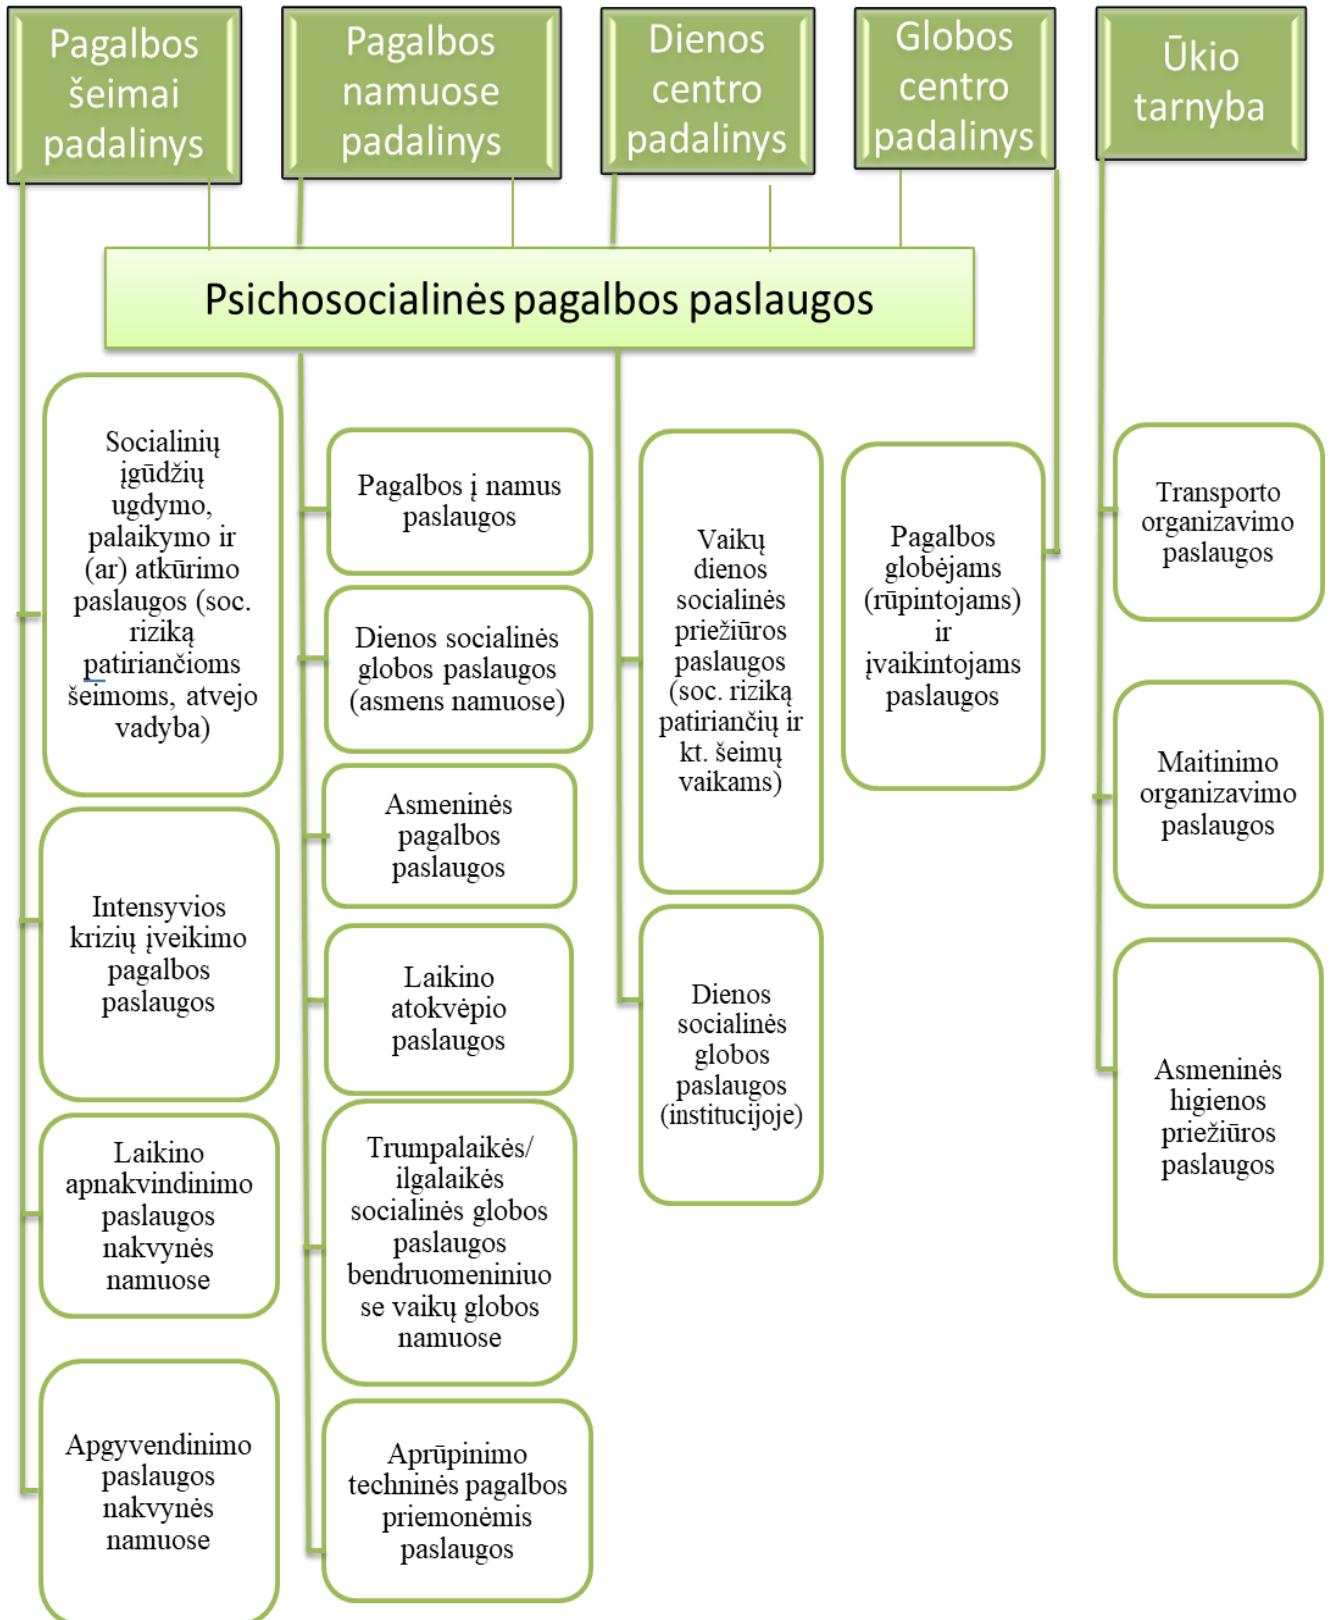 Pagalbos
šeimai
padalinys
Pagalbos
namuose
padalinys
Dienos
centro
padalinys
Globos
centro
padalinys
Ūkio
tarnyba
Psichosocialinės pagalbos paslaugos
Socialinių
įgūdžių
ugdymo,
palaikymo ir
(ar) atkūrimo
paslaugos (soc.
riziką
patiriančioms
šeimoms, atvejo
vadyba)
Intensyvios
krizių įveikimo
pagalbos
paslaugos
Laikino
apnakvindinimo
paslaugos
nakvynės
namuose
Apgyvendinimo
paslaugos
nakvynės
namuose
Pagalbos į namus
paslaugos
Dienos socialinės
globos paslaugos
(asmens namuose)
Asmeninės
pagalbos
paslaugos
Laikino
atokvėpio
paslaugos
Trumpalaikės/
ilgalaikės
socialinės globos
paslaugos
bendruomeniniuo
se vaikų globos
namuose
Aprūpinimo
techninės pagalbos
priemonėmis
paslaugos
Vaikų
dienos
socialinės
priežiūros
paslaugos
(soc. riziką
patiriančių ir
kt. šeimų
vaikams)
Dienos
socialinės
globos
paslaugos
(institucijoje)
Pagalbos
globėjams
(rūpintojams)
ir
įvaikintojams
paslaugos
Transporto
organizavimo
paslaugos
Maitinimo
organizavimo
paslaugos
Asmeninės
higienos
priežiūros
paslaugos